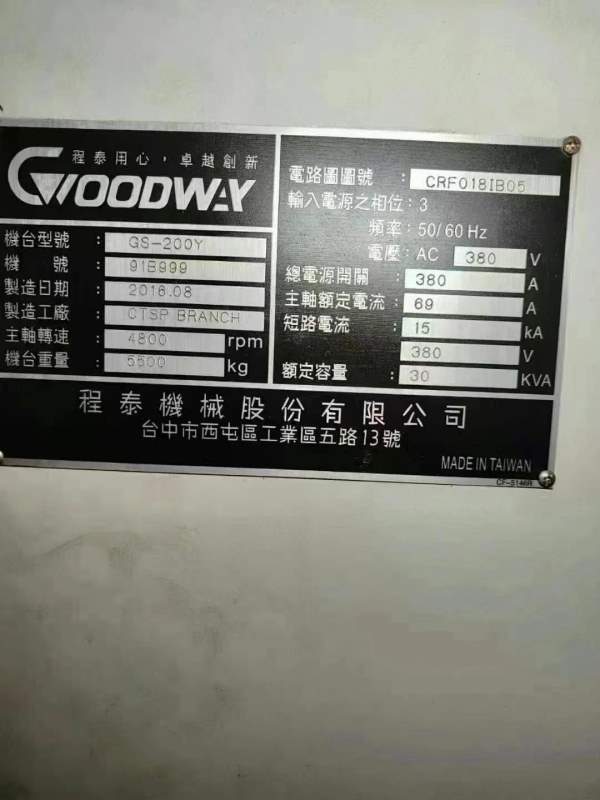 程泰用心，卓越創新
GOODWAY
機台型號 : GS-200Y
機號 : 91B999
製造日期 : 2016.08
製造工廠 : CTSP BRANCH
主軸轉速 : 4800 rpm
機台重量 : 5500 kg
電路圖圖號 : CRF018IB05
輸入電源之相位 : 3
頻率 : 50/60 Hz
電壓 : AC 380 V
總電源開關 : 380 A
主軸額定電流 : 69 A
短路電流 : 15 kA
380 V
額定容量 : 30 KVA
程泰機械股份有限公司
台中市西屯區工業區五路13號
MADE IN TAIWAN
CF-5146R